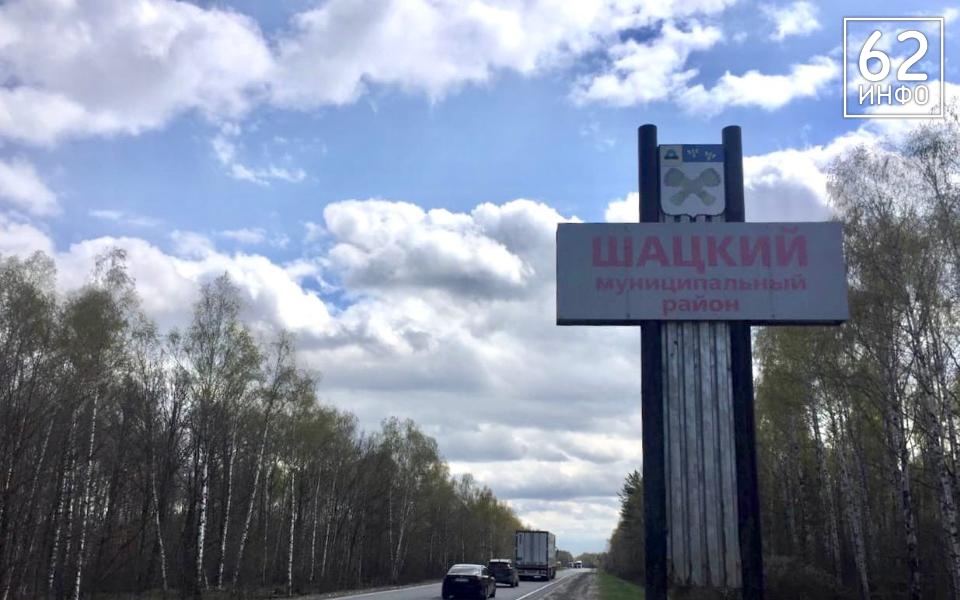 62
ИНФО
ШАЦКИЙ
муниципальный
район